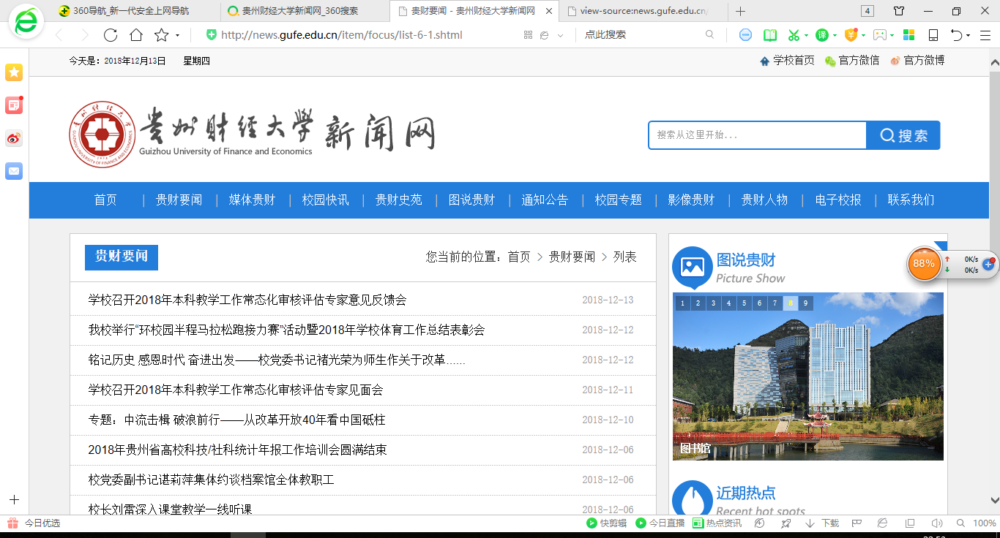 360导航_新一代安全上网导航
贵州财经大学新闻网_360搜索
贵财要闻 - 贵州财经大学新闻网
view-source:news.gufe.edu.cn/
4
http://news.gufe.edu.cn/item/focus/list-6-1.shtml
点此搜索
译
今天是：2018年12月13日 星期四
学校首页 官方微信 官方微博
贵州财经大学 新闻网
Guizhou University of Finance and Economics
搜索从这里开始...
搜索
首页 | 贵财要闻 | 媒体贵财 | 校园快讯 | 贵财史苑 | 图说贵财 | 通知公告 | 校园专题 | 影像贵财 | 贵财人物 | 电子校报 | 联系我们
贵财要闻
您当前的位置：首页 > 贵财要闻 > 列表
学校召开2018年本科教学工作常态化审核评估专家意见反馈会 2018-12-13
我校举行“环校园半程马拉松跑接力赛”活动暨2018年学校体育工作总结表彰会 2018-12-12
铭记历史 感恩时代 奋进出发——校党委书记褚光荣为师生作关于改革...... 2018-12-12
学校召开2018年本科教学工作常态化审核评估专家见面会 2018-12-11
专题：中流击楫 破浪前行——从改革开放40年看中国砥柱 2018-12-10
2018年贵州省高校科技/社科统计年报工作培训会圆满结束 2018-12-06
校党委副书记谌莉萍集体约谈档案馆全体教职工 2018-12-06
校长刘雷深入课堂教学一线听课 2018-12-06
图说贵财
Picture Show
1 2 3 4 5 6 7 8 9
图书馆
88%
0K/s
0K/s
近期热点
Recent hot spots
今日优选
快剪辑 今日直播 热点资讯 下载 100%